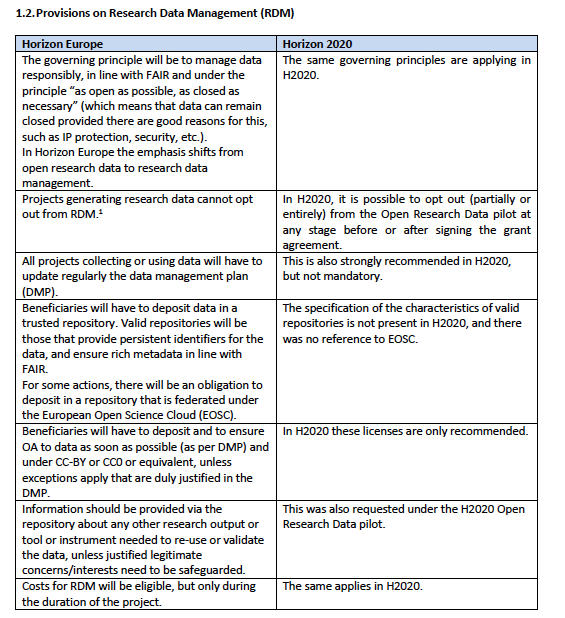 1.2. Provisions on Research Data Management (RDM)
Horizon Europe
Horizon 2020
The governing principle will be to manage data
responsibly, in line with FAIR and under the
principle “as open as possible, as closed as
necessary” (which means that data can remain
closed provided there are good reasons for this,
such as IP protection, security, etc.).
In Horizon Europe the emphasis shifts from
open research data to research data
management.
The same governing principles are applying in
H2020.
Projects generating research data cannot opt
out from RDM.¹
In H2020, it is possible to opt out (partially or
entirely) from the Open Research Data pilot at
any stage before or after signing the grant
agreement.
All projects collecting or using data will have to
update regularly the data management plan
(DMP).
This is also strongly recommended in H2020,
but not mandatory.
Beneficiaries will have to deposit data in a
trusted repository. Valid repositories will be
those that provide persistent identifiers for the
data, and ensure rich metadata in line with
FAIR.
For some actions, there will be an obligation to
deposit in a repository that is federated under
the European Open Science Cloud (EOSC).
The specification of the characteristics of valid
repositories is not present in H2020, and there
was no reference to EOSC.
Beneficiaries will have to deposit and to ensure
OA to data as soon as possible (as per DMP) and
under CC-BY or CC0 or equivalent, unless
exceptions apply that are duly justified in the
DMP.
In H2020 these licenses are only recommended.
Information should be provided via the
repository about any other research output or
tool or instrument needed to re-use or validate
the data, unless justified legitimate
concerns/interests need to be safeguarded.
This was also requested under the H2020 Open
Research Data pilot.
Costs for RDM will be eligible, but only during
the duration of the project.
The same applies in H2020.